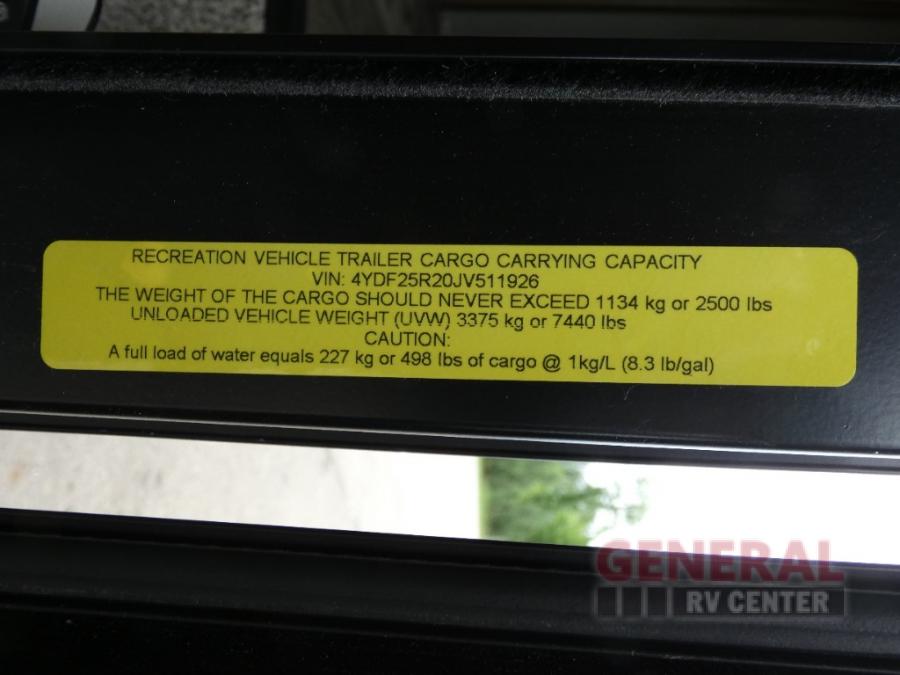 RECREATION VEHICLE TRAILER CARGO CARRYING CAPACITY
VIN: 4YDF25R20JV511926
THE WEIGHT OF THE CARGO SHOULD NEVER EXCEED 1134 kg or 2500 lbs
UNLOADED VEHICLE WEIGHT (UVW) 3375 kg or 7440 lbs
CAUTION:
A full load of water equals 227 kg or 498 lbs of cargo @ 1kg/L (8.3 lb/gal)
GENERAL
RV CENTER